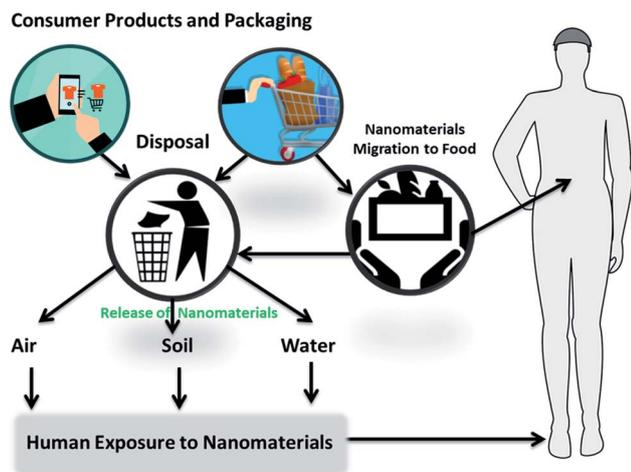 Consumer Products and Packaging
Disposal
Nanomaterials
Migration to Food
Release of Nanomaterials
Air
Soil
Water
Human Exposure to Nanomaterials